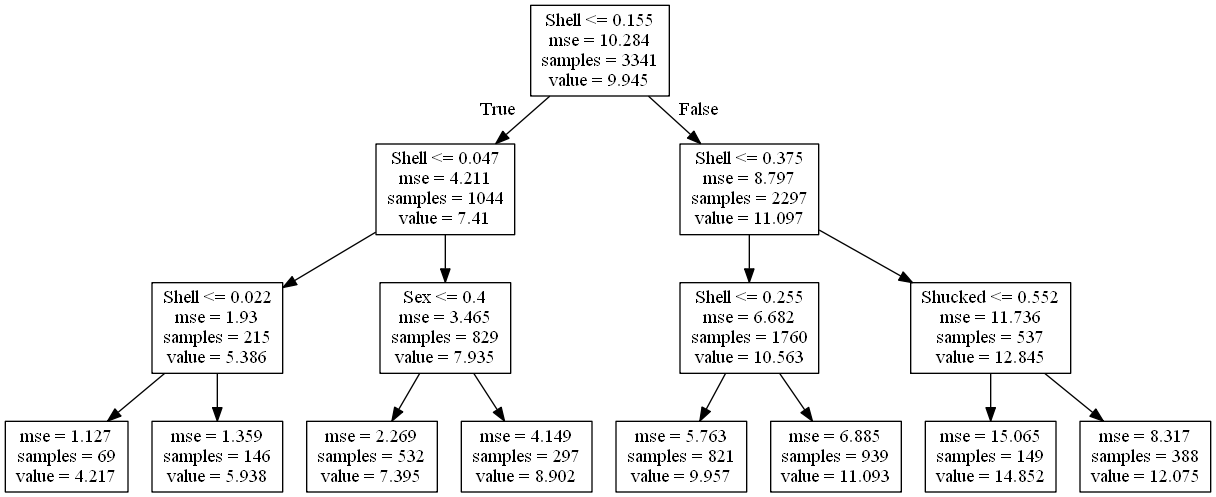 Shell <= 0.155
mse = 10.284
samples = 3341
value = 9.945
True
False
Shell <= 0.047
mse = 4.211
samples = 1044
value = 7.41
Shell <= 0.375
mse = 8.797
samples = 2297
value = 11.097
Shell <= 0.022
mse = 1.93
samples = 215
value = 5.386
Sex <= 0.4
mse = 3.465
samples = 829
value = 7.935
Shell <= 0.255
mse = 6.682
samples = 1760
value = 10.563
Shucked <= 0.552
mse = 11.736
samples = 537
value = 12.845
mse = 1.127
samples = 69
value = 4.217
mse = 1.359
samples = 146
value = 5.938
mse = 2.269
samples = 532
value = 7.395
mse = 4.149
samples = 297
value = 8.902
mse = 5.763
samples = 821
value = 9.957
mse = 6.885
samples = 939
value = 11.093
mse = 15.065
samples = 149
value = 14.852
mse = 8.317
samples = 388
value = 12.075